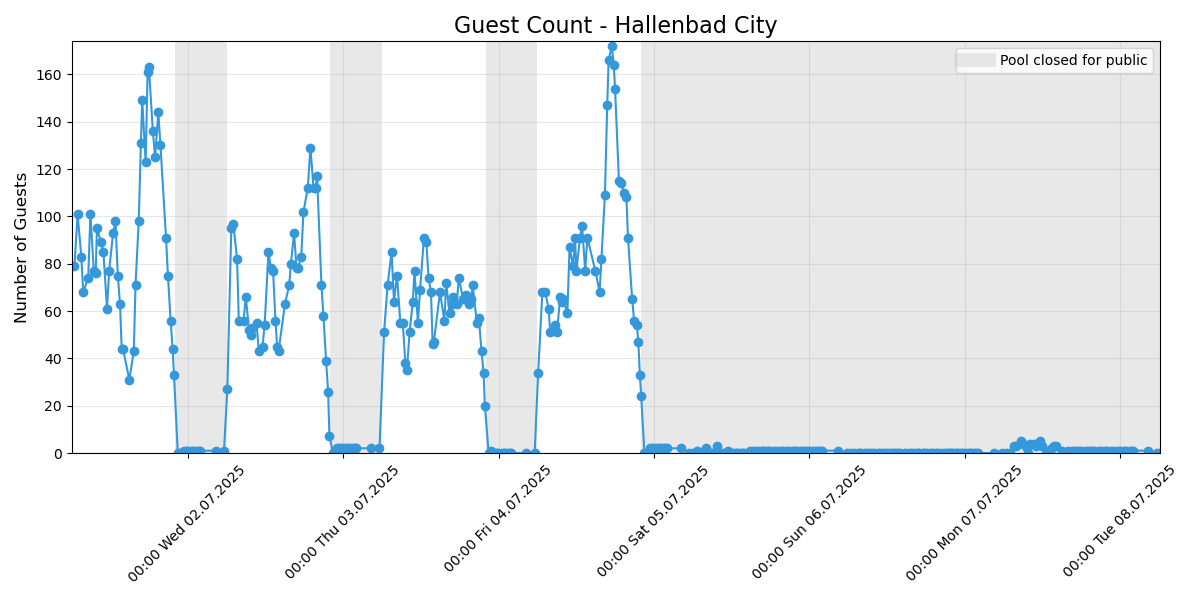 Guest Count - Hallenbad City
Pool closed for public
Number of Guests
160
140
120
100
80
60
40
20
0
00:00 Wed 02.07.2025
00:00 Thu 03.07.2025
00:00 Fri 04.07.2025
00:00 Sat 05.07.2025
00:00 Sun 06.07.2025
00:00 Mon 07.07.2025
00:00 Tue 08.07.2025